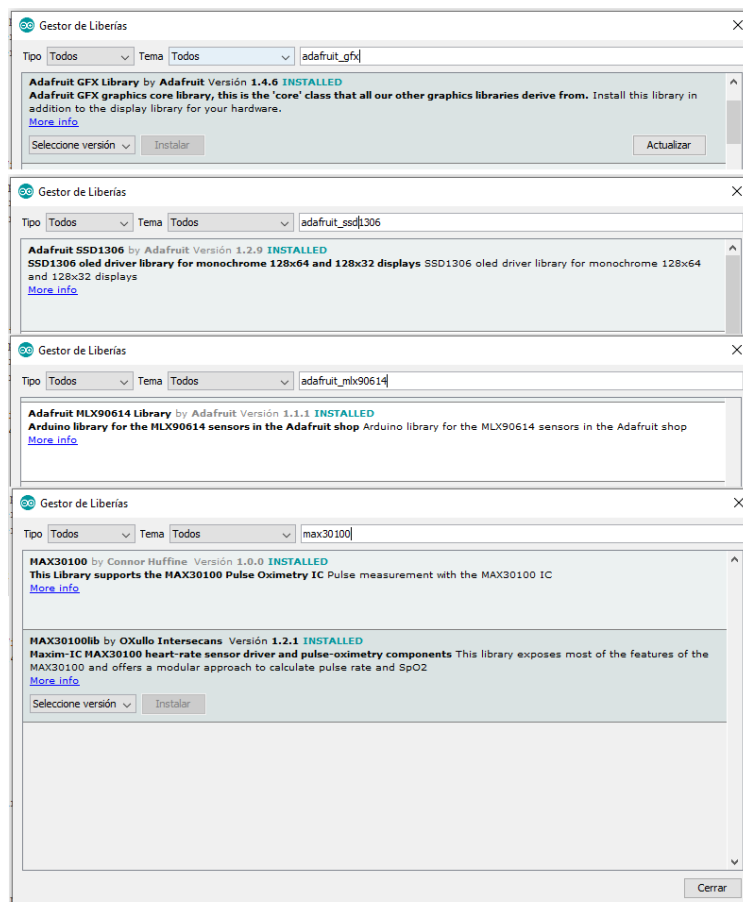 Gestor de Liberías
Tipo Todos Tema Todos adafruit_gfx
Adafruit GFX Library by Adafruit Versión 1.4.6 INSTALLED
Adafruit GFX graphics core library, this is the 'core' class that all our other graphics libraries derive from. Install this library in
addition to the display library for your hardware.
More info
Seleccione versión Instalar Actualizar
Gestor de Liberías
Tipo Todos Tema Todos adafruit_ssd1306
Adafruit SSD1306 by Adafruit Versión 1.2.9 INSTALLED
SSD1306 oled driver library for monochrome 128x64 and 128x32 displays SSD1306 oled driver library for monochrome 128x64
and 128x32 displays
More info
Gestor de Liberías
Tipo Todos Tema Todos adafruit_mlx90614
Adafruit MLX90614 Library by Adafruit Versión 1.1.1 INSTALLED
Arduino library for the MLX90614 sensors in the Adafruit shop Arduino library for the MLX90614 sensors in the Adafruit shop
More info
Gestor de Liberías
Tipo Todos Tema Todos max30100
MAX30100 by Connor Huffine Versión 1.0.0 INSTALLED
This Library supports the MAX30100 Pulse Oximetry IC Pulse measurement with the MAX30100 IC
More info
MAX30100lib by OXullo Intersecans Versión 1.2.1 INSTALLED
Maxim-IC MAX30100 heart-rate sensor driver and pulse-oximetry components This library exposes most of the features of the
MAX30100 and offers a modular approach to calculate pulse rate and SpO2
More info
Seleccione versión Instalar
Cerrar